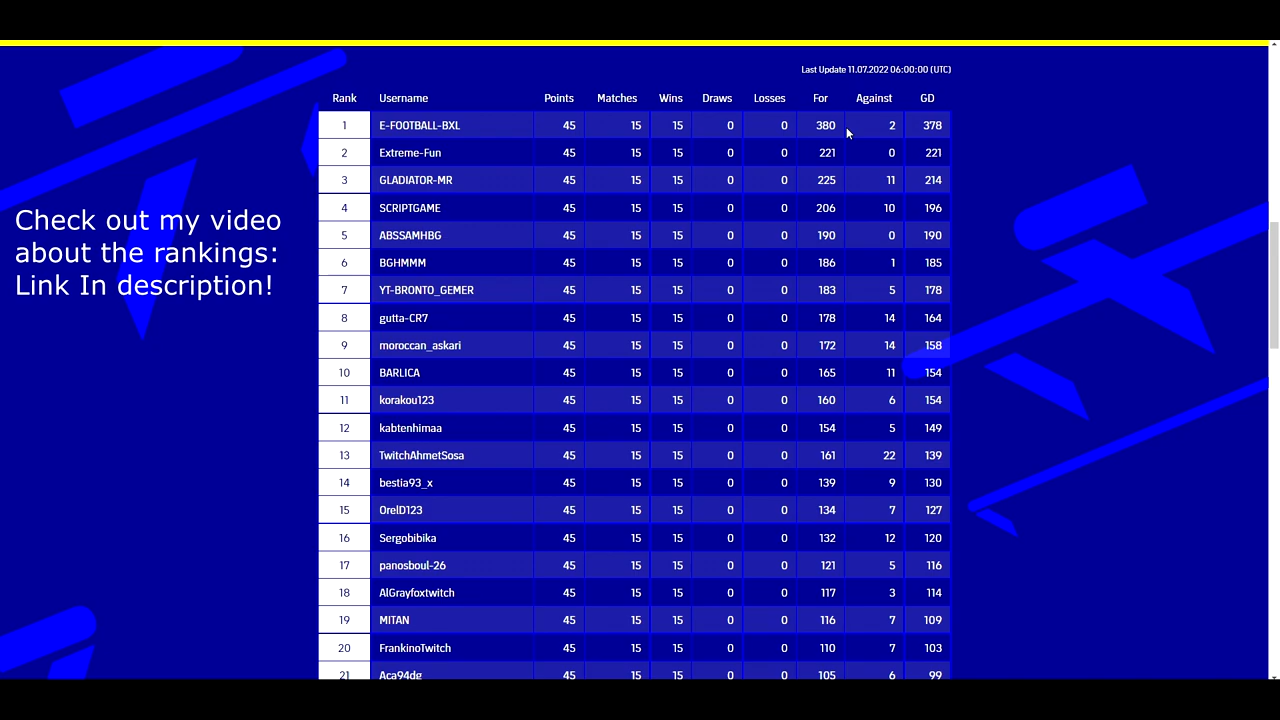 Last Update 11.07.2022 06:00:00 (UTC)
Rank Username Points Matches Wins Draws Losses For Against GD
1 E-FOOTBALL-BXL 45 15 15 0 0 380 2 378
2 Extreme-Fun 45 15 15 0 0 221 0 221
3 GLADIATOR-MR 45 15 15 0 0 225 11 214
4 SCRIPTGAME 45 15 15 0 0 206 10 196
5 ABSSAMHBG 45 15 15 0 0 190 0 190
6 BGHMMM 45 15 15 0 0 186 1 185
7 YT-BRONTO_GEMER 45 15 15 0 0 183 5 178
8 gutta-CR7 45 15 15 0 0 178 14 164
9 moroccan_askari 45 15 15 0 0 172 14 158
10 BARLICA 45 15 15 0 0 165 11 154
11 korakou123 45 15 15 0 0 160 6 154
12 kabtenhimaa 45 15 15 0 0 154 5 149
13 TwitchAhmetSosa 45 15 15 0 0 161 22 139
14 bestia93_x 45 15 15 0 0 139 9 130
15 OrelD123 45 15 15 0 0 134 7 127
16 Sergobibika 45 15 15 0 0 132 12 120
17 panosboul-26 45 15 15 0 0 121 5 116
18 AlGrayfoxtwitch 45 15 15 0 0 117 3 114
19 MITAN 45 15 15 0 0 116 7 109
20 FrankinoTwitch 45 15 15 0 0 110 7 103
21 Aca94dg 45 15 15 0 0 105 6 99
Check out my video
about the rankings:
Link In description!